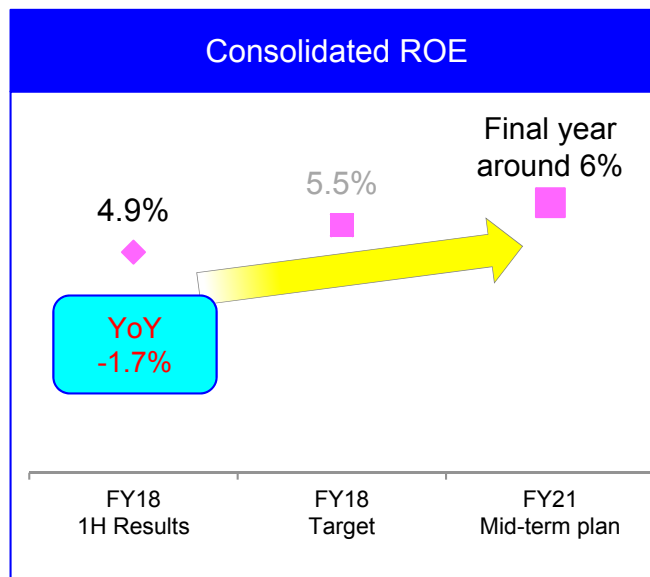 Consolidated ROE
4.9%
5.5%
Final year
around 6%
YoY
-1.7%
FY18
1H Results
FY18
Target
FY21
Mid-term plan